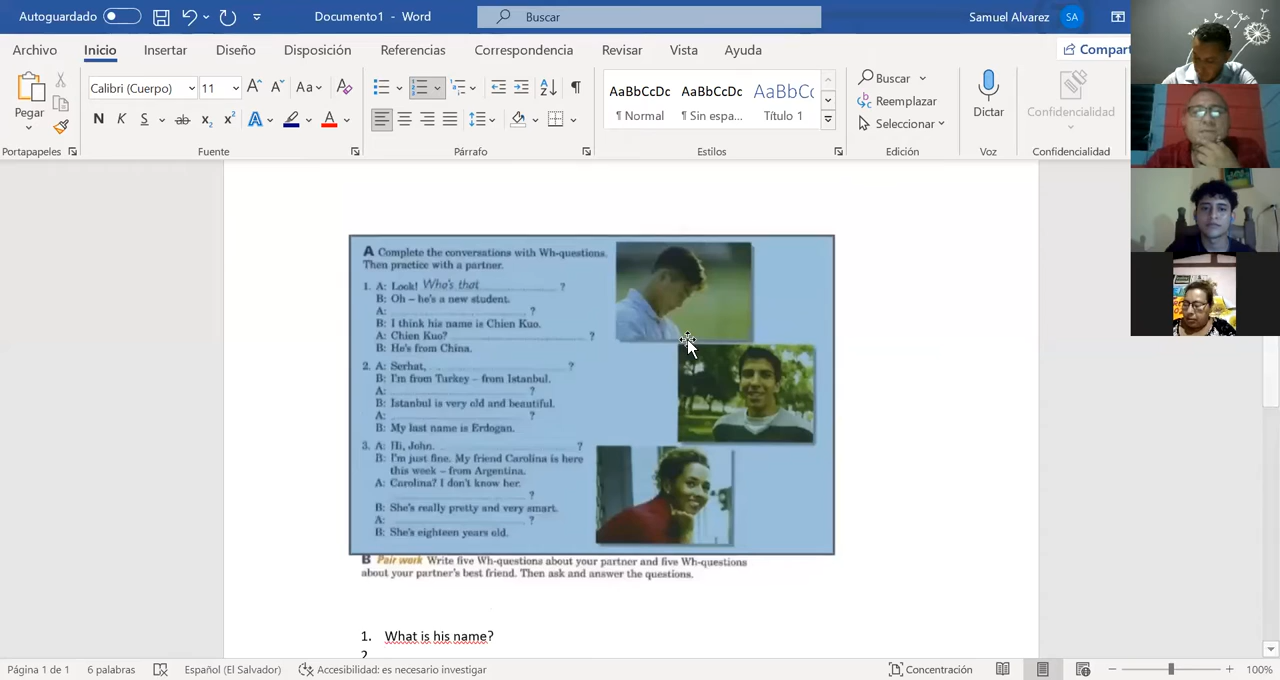 Autoguardado
Documento1 - Word
Buscar
Samuel Alvarez
SA
Archivo Inicio Insertar Diseño Disposición Referencias Correspondencia Revisar Vista Ayuda
Compart
Pegar
Calibri (Cuerpo) 11
Aa
N K S ab x₂ x² A A
AaBbCcDc AaBbCcDc AaBbCc
¶ Normal ¶ Sin espa... Título 1
Buscar
Reemplazar
Seleccionar
Dictar
Confidencialidad
Portapapeles Fuente Párrafo Estilos Edición Voz Confidencialidad
A Complete the conversations with Wh-questions.
Then practice with a partner.
1. A: Look! Who's that ?
B: Oh – he's a new student.
A: ?
B: I think his name is Chien Kuo.
A: Chien Kuo? ?
B: He's from China.
2. A: Serhat, ?
B: I'm from Turkey – from Istanbul.
A: ?
B: Istanbul is very old and beautiful.
A: ?
B: My last name is Erdogan.
3. A: Hi, John. ?
B: I'm just fine. My friend Carolina is here
this week – from Argentina.
A: Carolina? I don't know her.
?
B: She's really pretty and very smart.
A: ?
B: She's eighteen years old.
B Pair work Write five Wh-questions about your partner and five Wh-questions
about your partner's best friend. Then ask and answer the questions.
1. What is his name?
2.
Página 1 de 1 6 palabras Español (El Salvador) Accesibilidad: es necesario investigar Concentración 100%